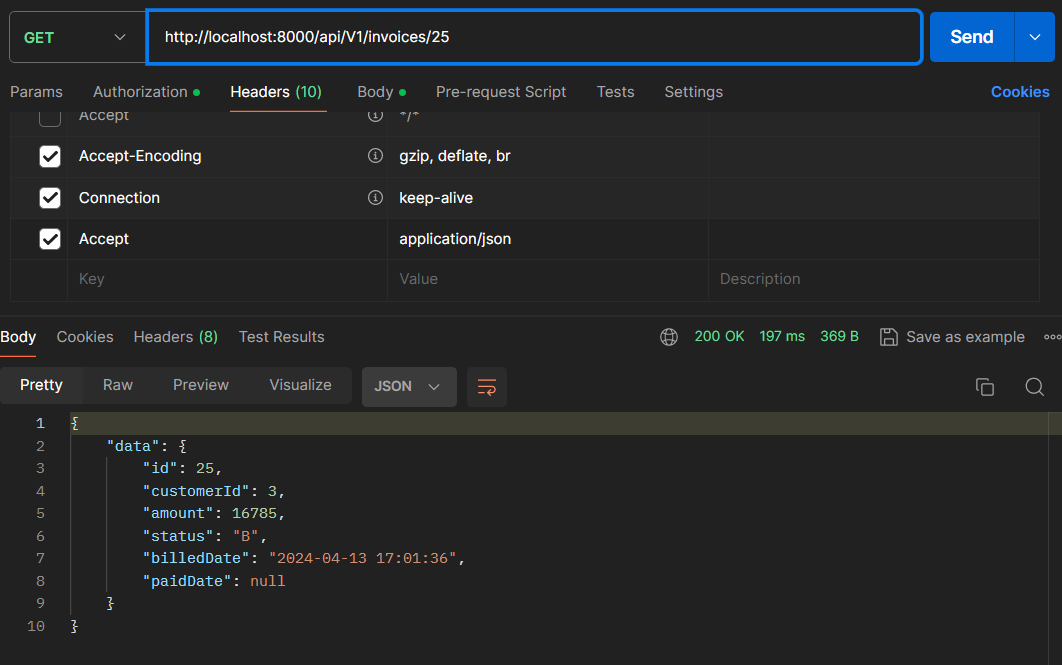 GET http://localhost:8000/api/V1/invoices/25 Send
Params Authorization Headers (10) Body Pre-request Script Tests Settings Cookies
Accept */*
Accept-Encoding gzip, deflate, br
Connection keep-alive
Accept application/json
Key Value Description
Body Cookies Headers (8) Test Results 200 OK 197 ms 369 B Save as example
Pretty Raw Preview Visualize JSON
1 {
2 "data": {
3 "id": 25,
4 "customerId": 3,
5 "amount": 16785,
6 "status": "B",
7 "billedDate": "2024-04-13 17:01:36",
8 "paidDate": null
9 }
10 }